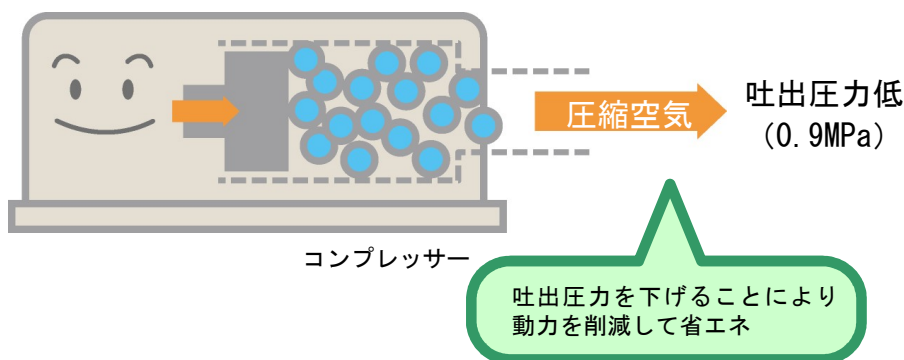 圧縮空気
吐出圧力低
(0.9MPa)
コンプレッサー
吐出圧力を下げることにより
動力を削減して省エネ